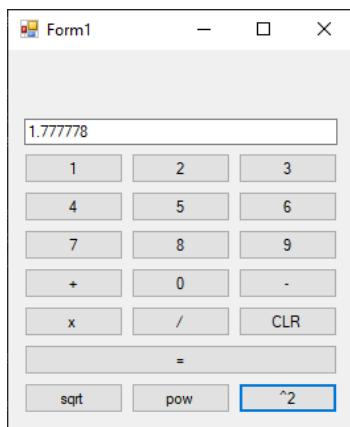 Form1
1.777778
1 2 3
4 5 6
7 8 9
+ 0 -
x / CLR
=
sqrt pow ^2